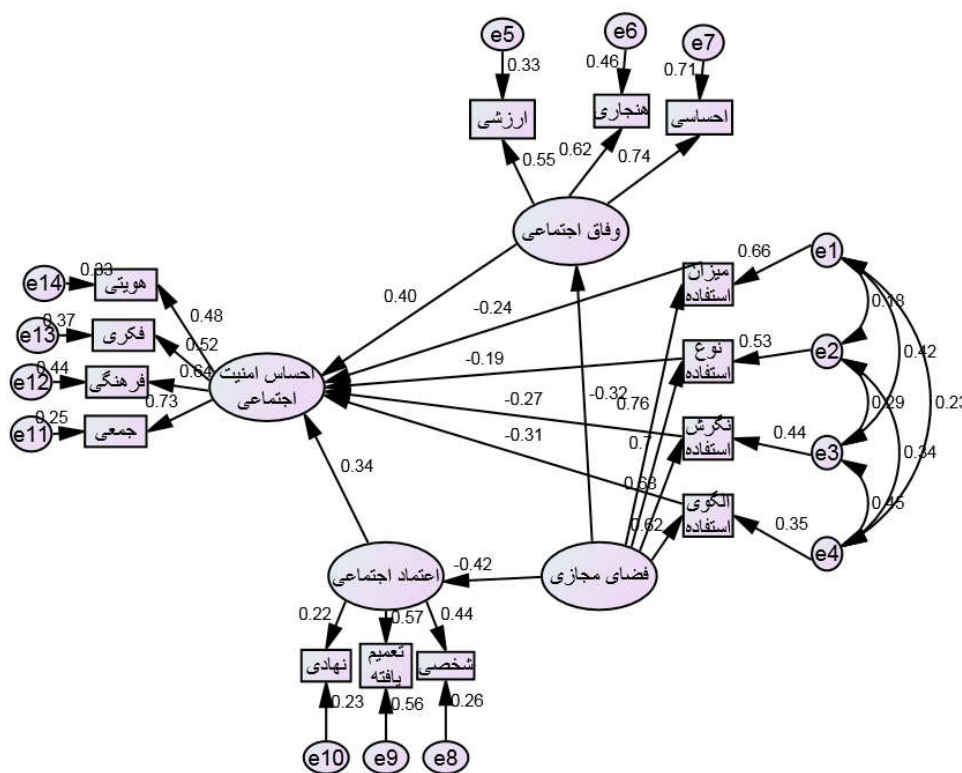 e5
e6
e7
0.33
0.46
0.71
ارزشی
هنجاری
احساسی
0.55
0.62
0.74
وفاق اجتماعی
e14
0.33
هویتی
e13
0.37
فکری
e12
0.44
فرهنگی
e11
0.25
جمعی
0.48
0.52
0.64
0.73
احساس امنیت
اجتماعی
0.40
-0.24
-0.19
-0.27
-0.31
0.34
-0.32
0.76
0.7
0.68
0.62
میزان
استفاده
نوع
استفاده
نگرش
استفاده
الگوی
استفاده
0.66
0.53
0.44
0.35
e1
e2
e3
e4
0.18
0.42
0.23
0.29
0.34
0.45
اعتماد اجتماعی
-0.42
فضای مجازی
0.22
0.57
0.44
نهادی
تعمیم
یافته
شخصی
0.23
0.56
0.26
e10
e9
e8